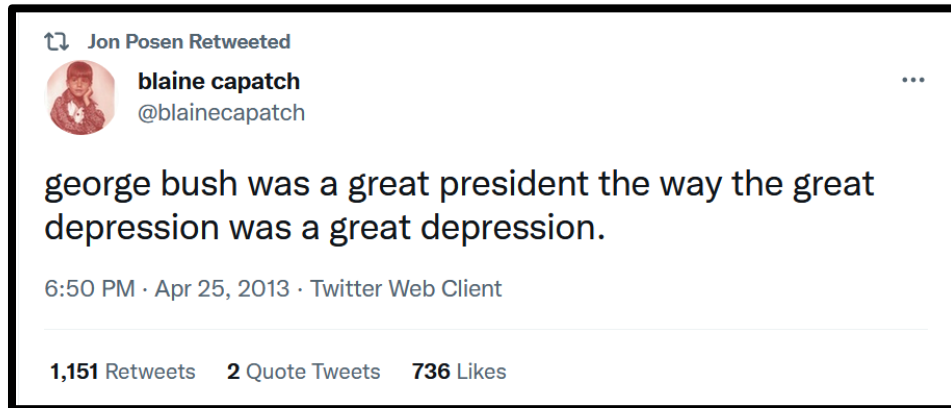 Jon Posen Retweeted
blaine capatch
@blainecapatch
george bush was a great president the way the great
depression was a great depression.
6:50 PM · Apr 25, 2013 · Twitter Web Client
1,151 Retweets 2 Quote Tweets 736 Likes